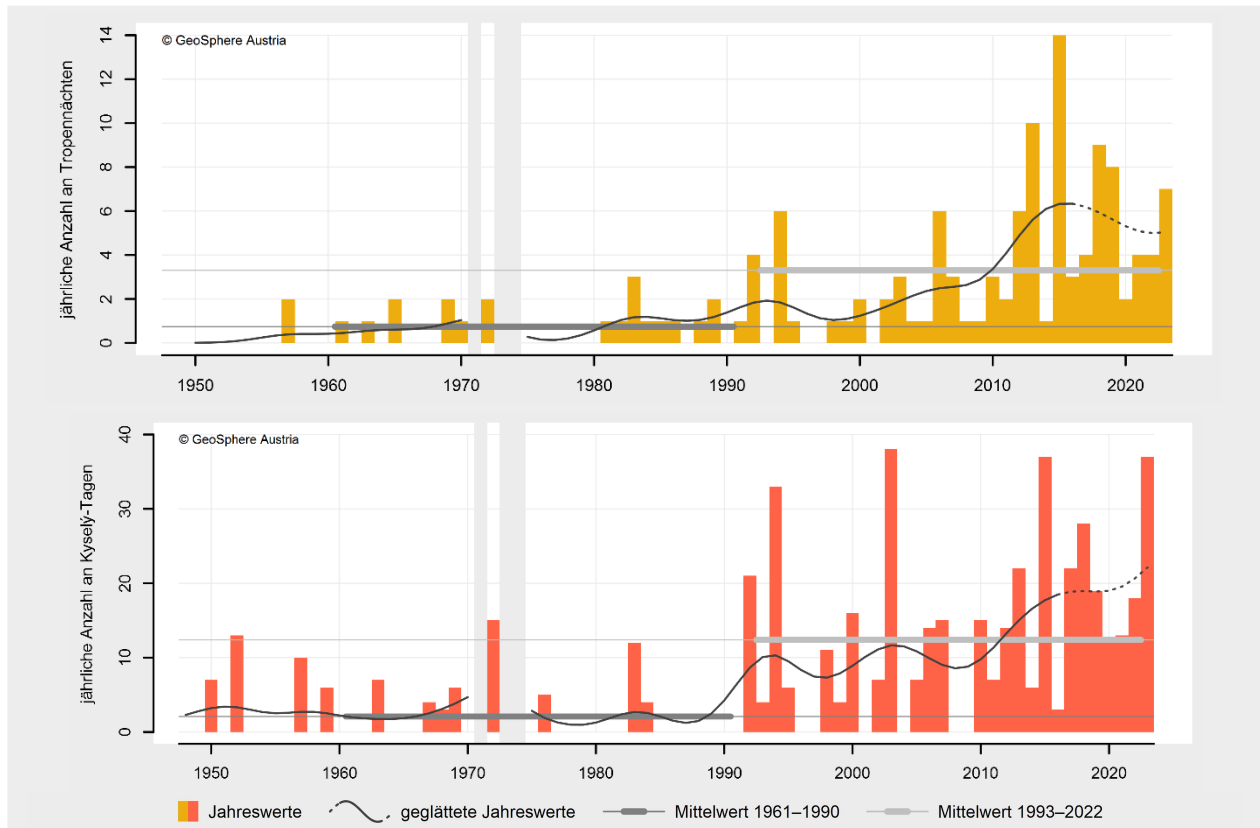 © GeoSphere Austria
jährliche Anzahl an Tropennächten
14
12
10
8
6
4
2
0
1950 1960 1970 1980 1990 2000 2010 2020
© GeoSphere Austria
jährliche Anzahl an Kyselý-Tagen
40
30
20
10
0
1950 1960 1970 1980 1990 2000 2010 2020
Jahreswerte geglättete Jahreswerte Mittelwert 1961–1990 Mittelwert 1993–2022